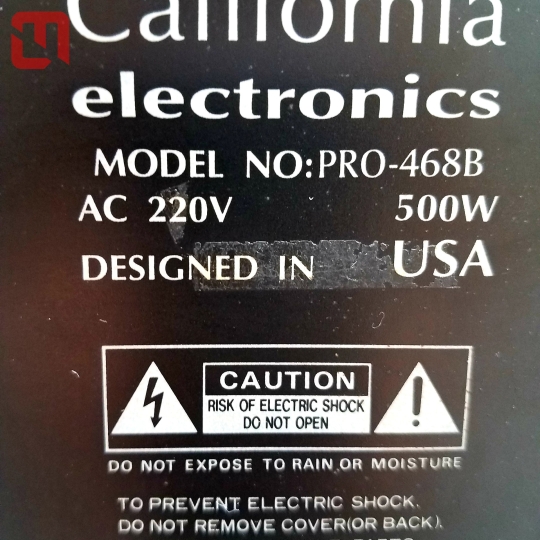 California
electronics
MODEL NO:PRO-468B
AC 220V 500W
DESIGNED IN USA
CAUTION
RISK OF ELECTRIC SHOCK
DO NOT OPEN
DO NOT EXPOSE TO RAIN OR MOISTURE
TO PREVENT ELECTRIC SHOCK.
DO NOT REMOVE COVER(OR BACK).